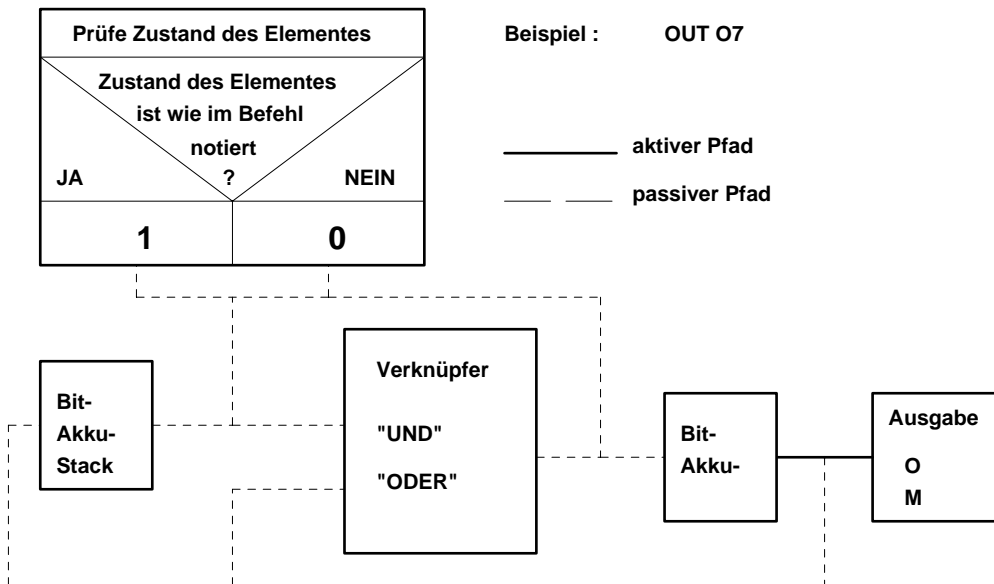 Prüfe Zustand des Elementes
Zustand des Elementes
ist wie im Befehl
notiert
JA ? NEIN
1 0
Beispiel : OUT O7
aktiver Pfad
passiver Pfad
Bit-
Akku-
Stack
Verknüpfer
"UND"
"ODER"
Bit-
Akku-
Ausgabe
O
M